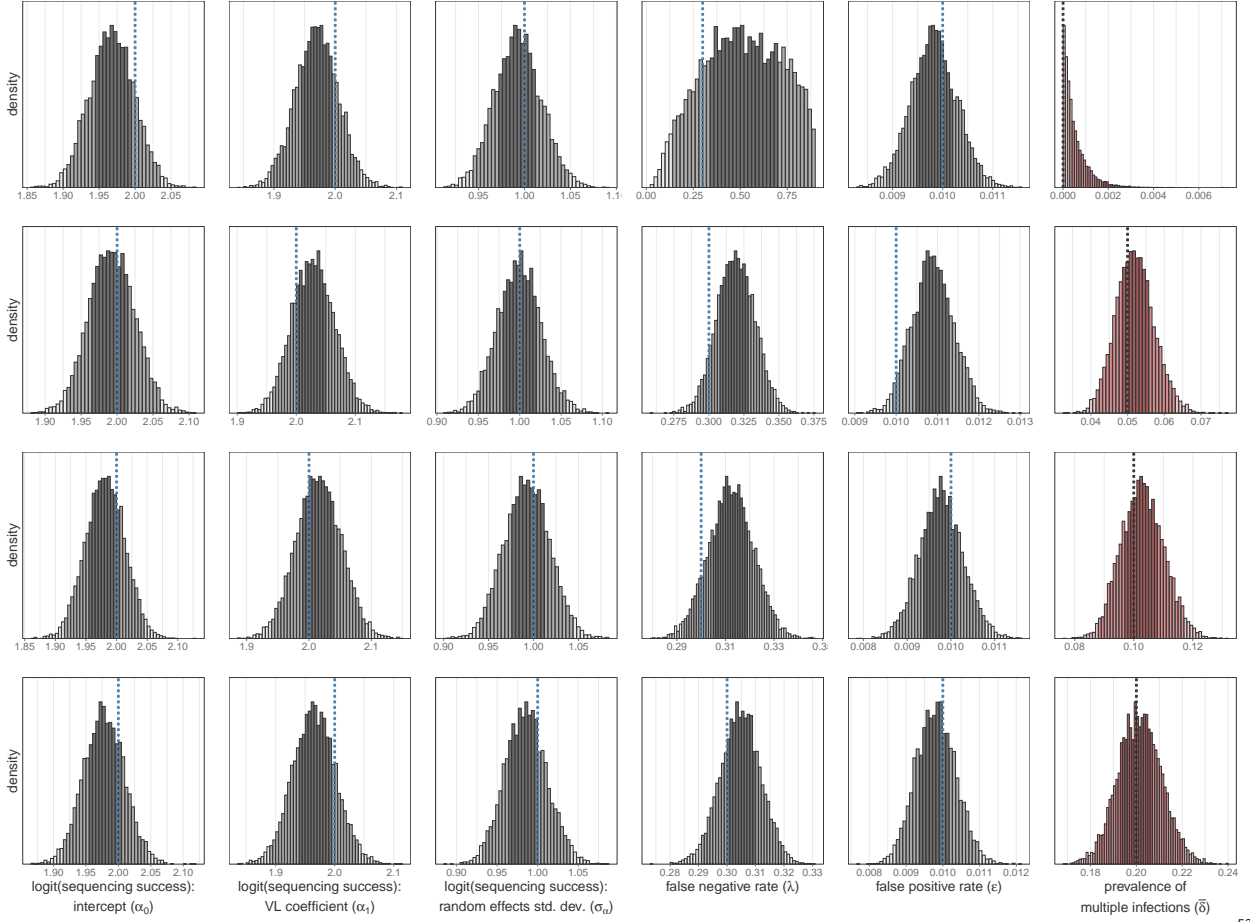 density
1.85 1.90 1.95 2.00 2.05
1.9 2.0 2.1
0.95 1.00 1.05 1.1
0.00 0.25 0.50 0.75
0.009 0.010 0.011
0.000 0.002 0.004 0.006
density
1.90 1.95 2.00 2.05 2.10
1.9 2.0 2.1
0.90 0.95 1.00 1.05 1.10
0.275 0.300 0.325 0.350 0.375
0.009 0.010 0.011 0.012 0.013
0.04 0.05 0.06 0.07
density
1.85 1.90 1.95 2.00 2.05 2.10
1.9 2.0 2.1
0.90 0.95 1.00 1.05
0.29 0.31 0.33 0.3
0.008 0.009 0.010 0.011
0.08 0.10 0.12
density
1.90 1.95 2.00 2.05 2.10
1.9 2.0 2.1
0.90 0.95 1.00 1.05
0.28 0.29 0.30 0.31 0.32 0.33
0.008 0.009 0.010 0.011 0.012
0.18 0.20 0.22 0.24
logit(sequencing success):
intercept (α0)
logit(sequencing success):
VL coefficient (α1)
logit(sequencing success):
random effects std. dev. (σα)
false negative rate (λ)
false positive rate (ε)
prevalence of
multiple infections (δ̄)